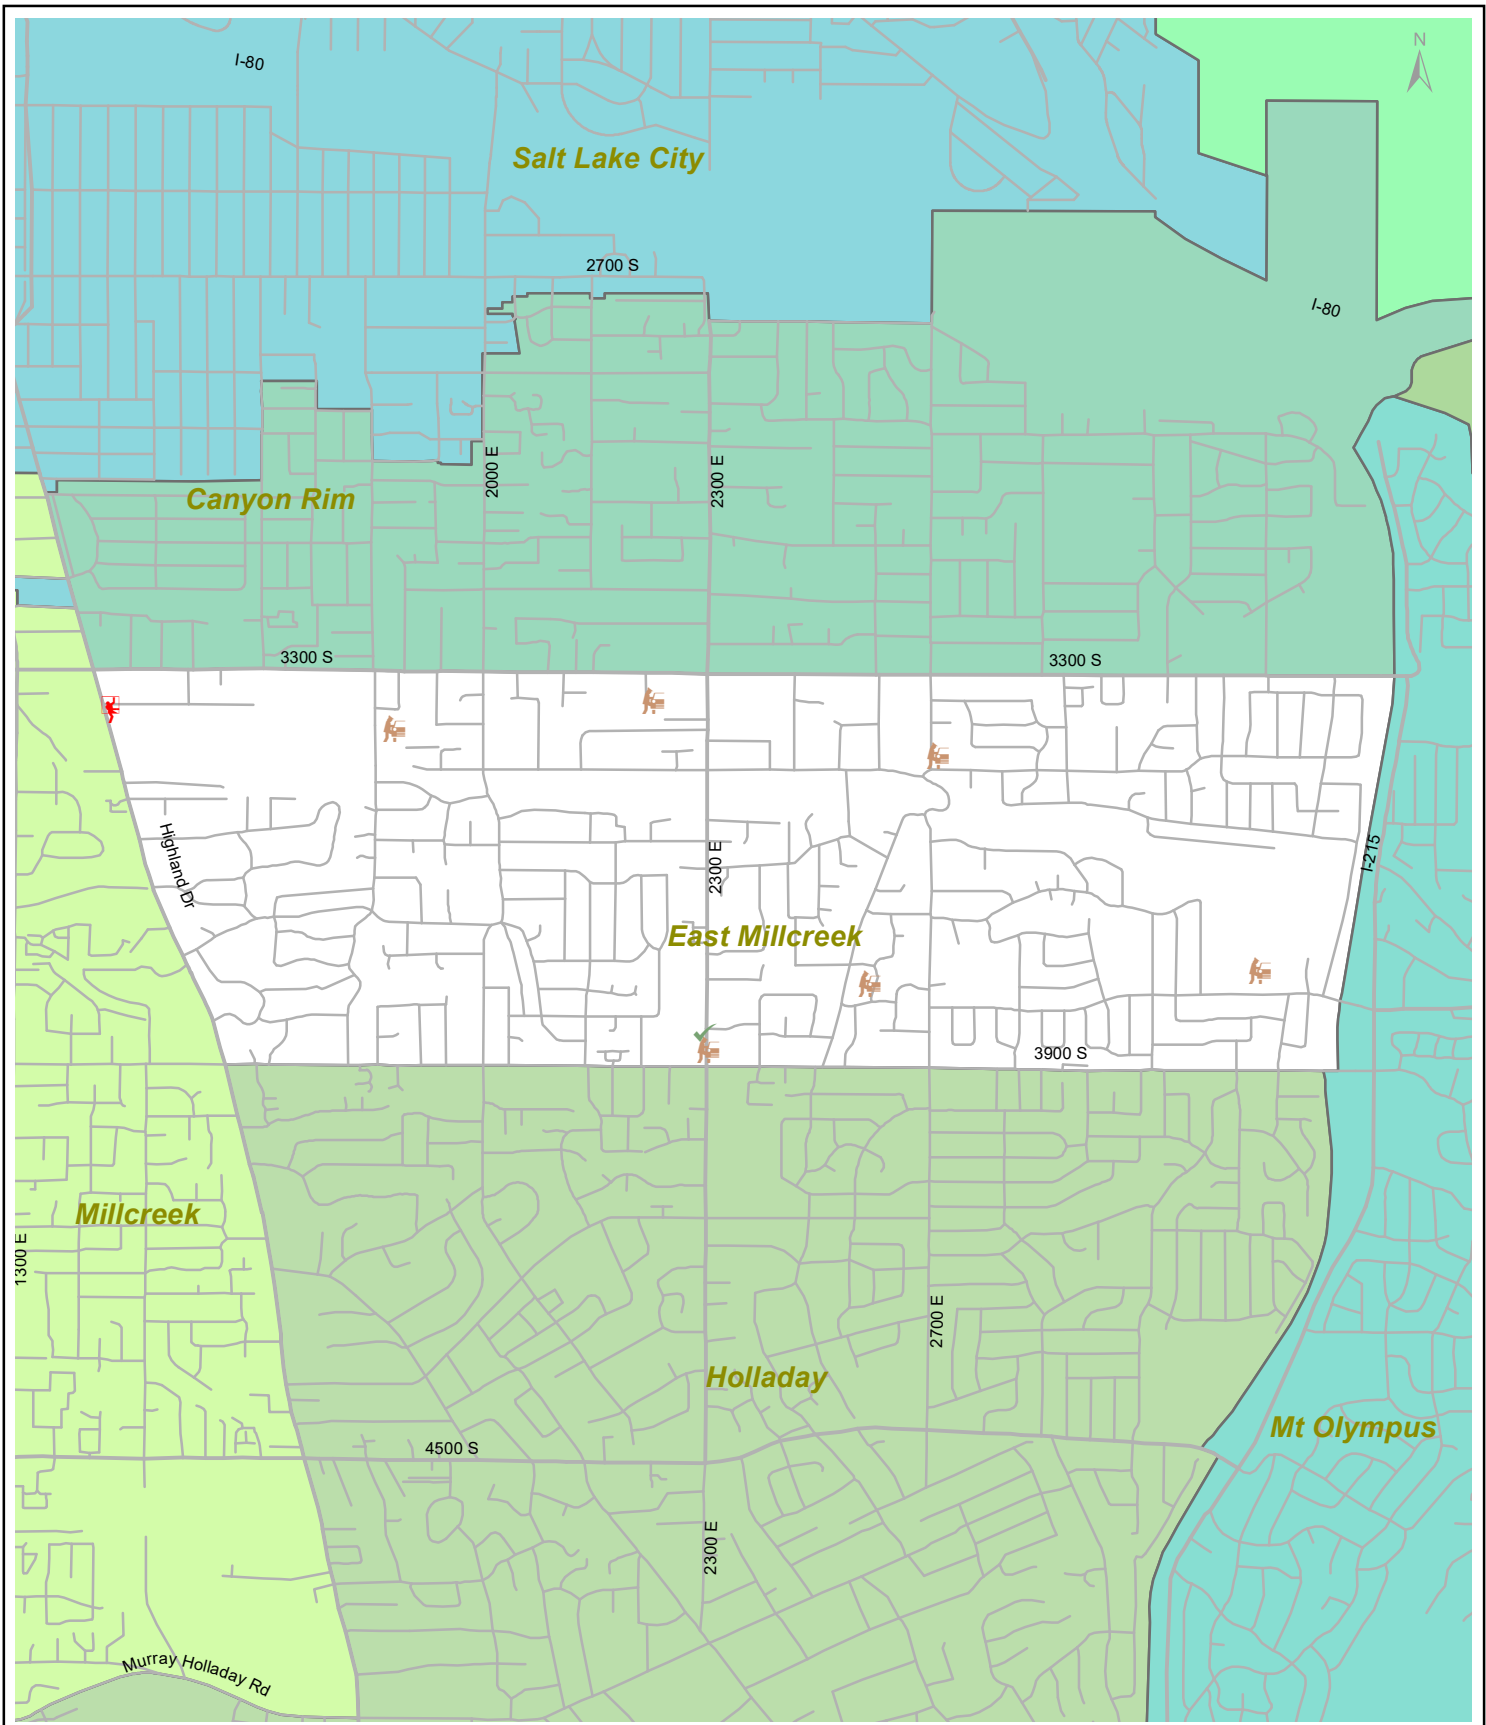 N
I-80
Salt Lake City
2700 S
I-80
2000 E
2300 E
Canyon Rim
3300 S
3300 S
Highland Dr
2300 E
I-215
East Millcreek
3900 S
Millcreek
1300 E
2700 E
Holladay
Mt Olympus
4500 S
2300 E
Murray Holladay Rd